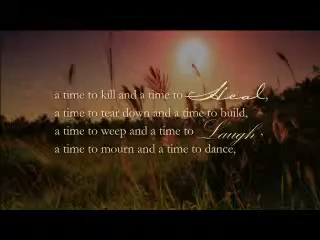 a time to kill and a time to Heal,
a time to tear down and a time to build,
a time to weep and a time to Laugh,
a time to mourn and a time to dance,